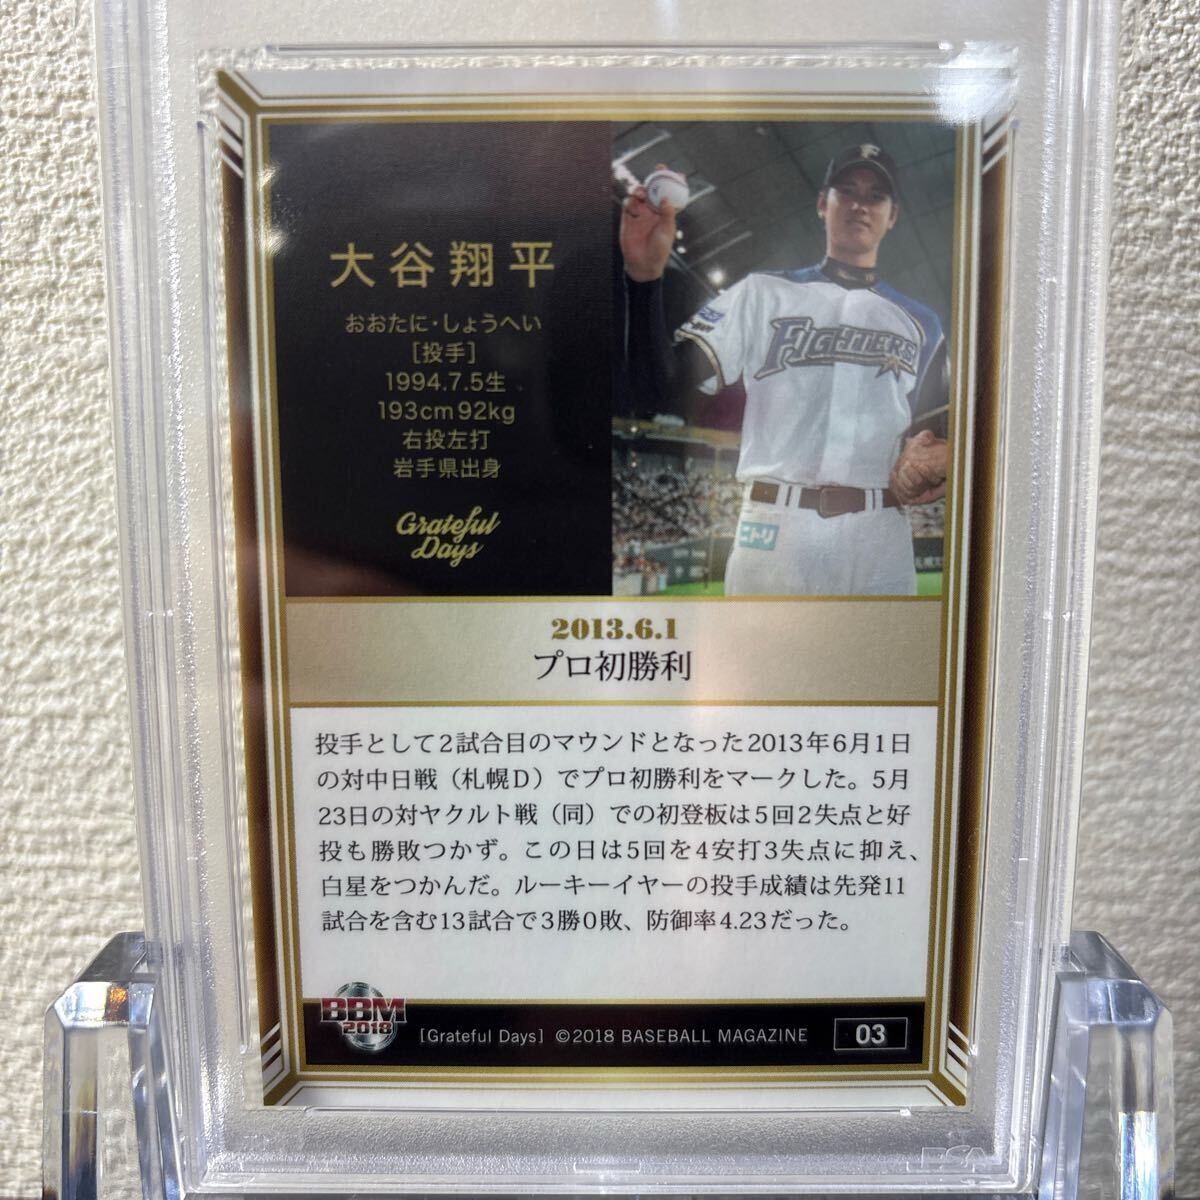 大谷翔平
おおたに・しょうへい
[投手]
1994.7.5生
193cm92kg
右投左打
岩手県出身
Grateful
Days
F
FIGHTERS
ニトリ
2013.6.1
プロ初勝利
投手として2試合目のマウンドとなった2013年6月1日
の対中日戦（札幌D）でプロ初勝利をマークした。5月
23日の対ヤクルト戦（同）での初登板は5回2失点と好
投も勝敗つかず。この日は5回を4安打3失点に抑え、
白星をつかんだ。ルーキーイヤーの投手成績は先発11
試合を含む13試合で3勝0敗、防御率4.23だった。
BBM
2018
[Grateful Days] ©2018 BASEBALL MAGAZINE
03